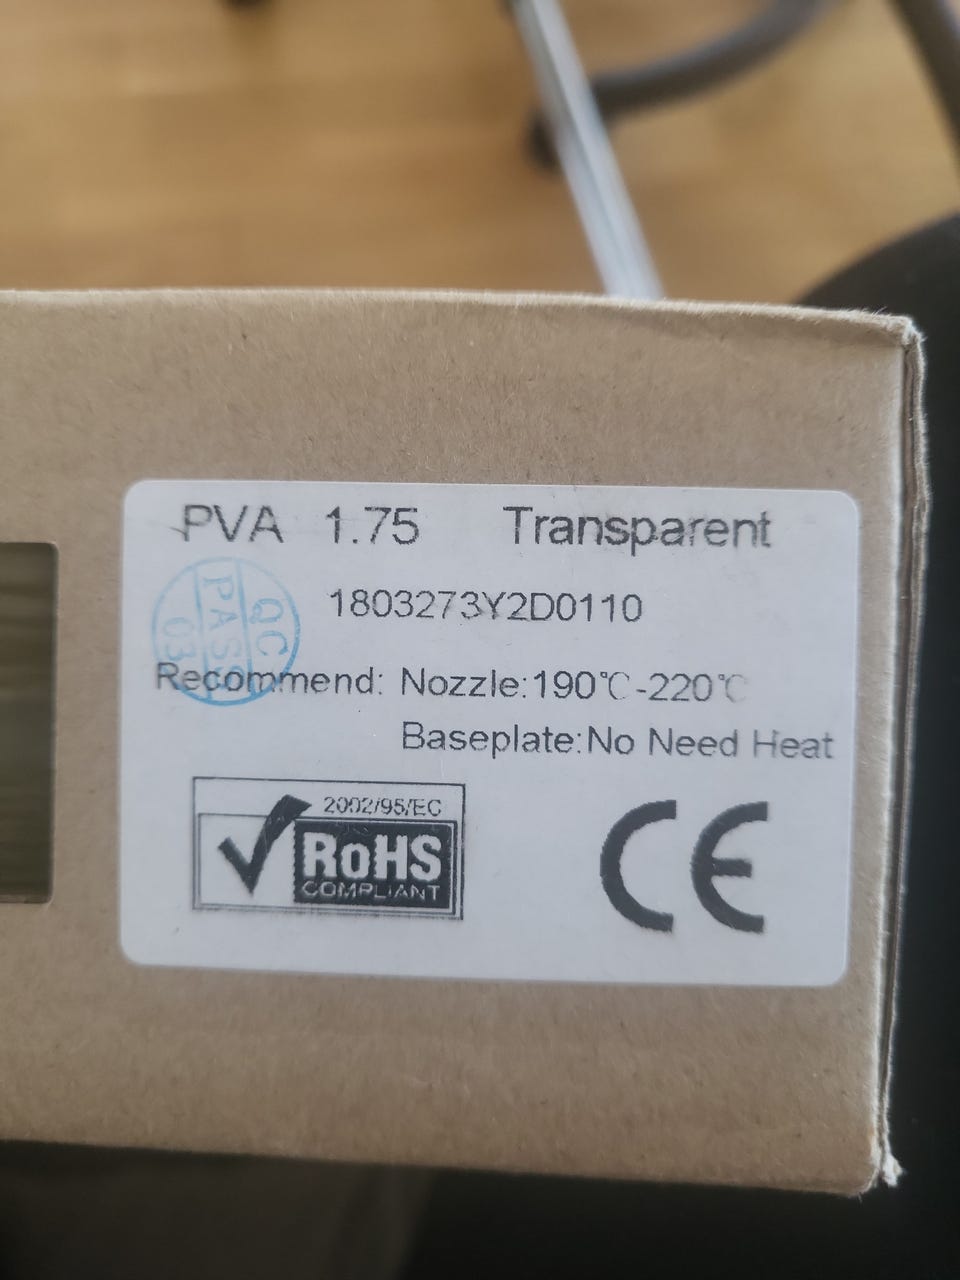 PVA 1.75 Transparent
1803273Y2D0110
QC
PASS
03
Recommend: Nozzle:190℃-220℃
Baseplate:No Need Heat
2002/95/EC
RoHS
COMPLIANT
CE